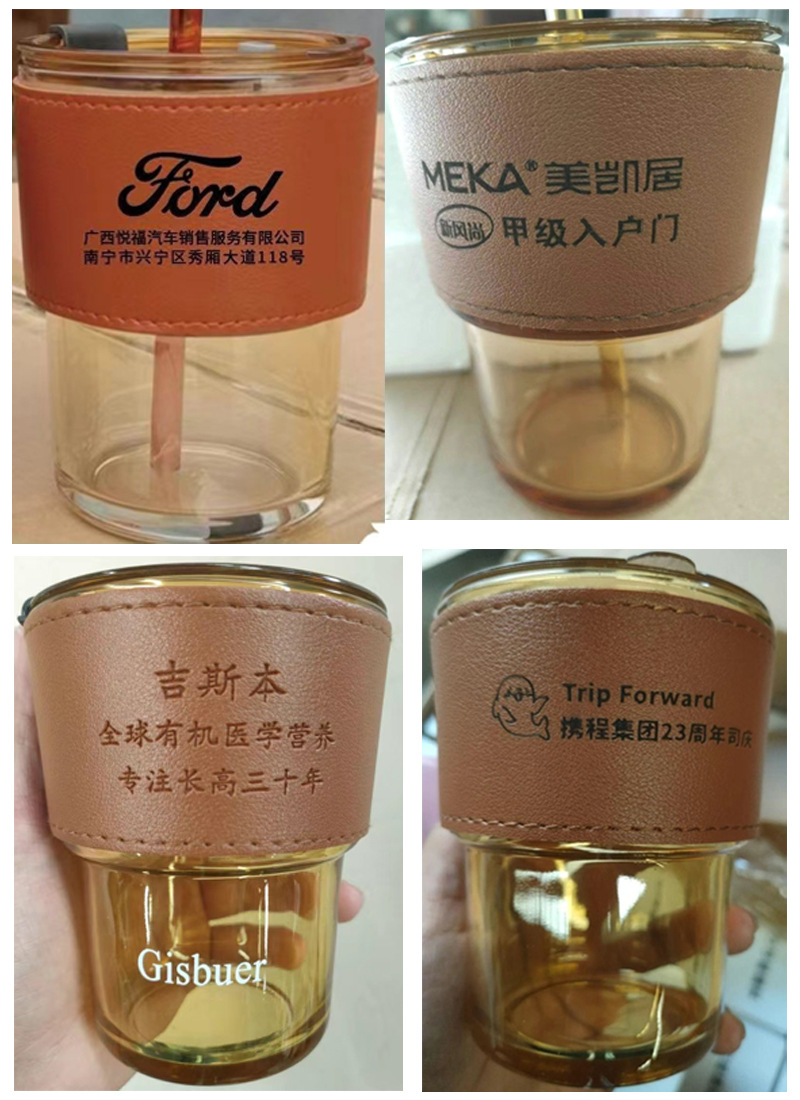 Ford
广西悦福汽车销售服务有限公司
南宁市兴宁区秀厢大道118号
MEKA® 美凯居
新风尚 甲级入户门
吉斯本
全球有机医学营养
专注长高三十年
Gisbuer
Trip Forward
携程集团23周年司庆